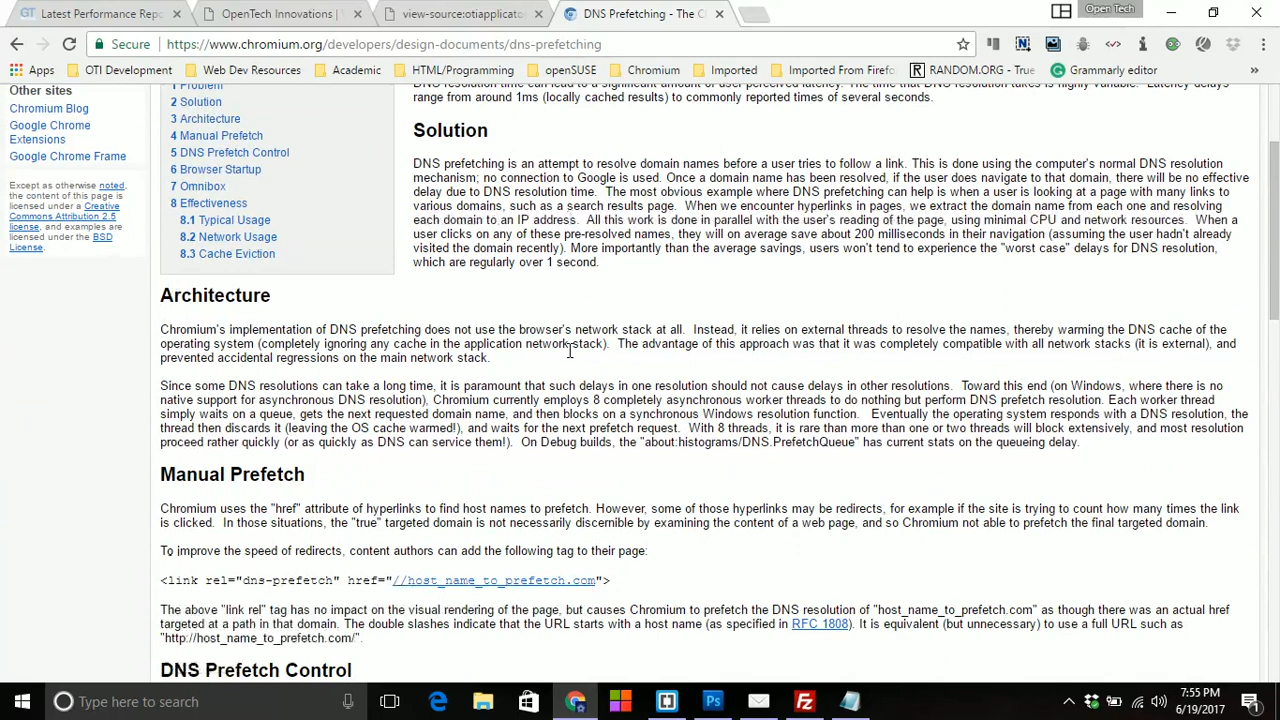 Latest Performance Repo
OpenTech Innovations | V
view-source:otiapplicato
DNS Prefetching - The C
Open Tech
Secure
https://www.chromium.org/developers/design-documents/dns-prefetching
Apps
OTI Development
Web Dev Resources
Academic
HTML/Programming
openSUSE
Chromium
Imported
Imported From Firefo
RANDOM.ORG - True
Grammarly editor
Other sites
Chromium Blog
Google Chrome
Extensions
Google Chrome Frame
Except as otherwise noted,
the content of this page is
licensed under a Creative
Commons Attribution 2.5
license, and examples are
licensed under the BSD
License.
1 Problem
2 Solution
3 Architecture
4 Manual Prefetch
5 DNS Prefetch Control
6 Browser Startup
7 Omnibox
8 Effectiveness
8.1 Typical Usage
8.2 Network Usage
8.3 Cache Eviction
DNS resolution time can lead to a significant amount of user perceived latency. The time that DNS resolution takes is highly variable. Latency delays
range from around 1ms (locally cached results) to commonly reported times of several seconds.
Solution
DNS prefetching is an attempt to resolve domain names before a user tries to follow a link. This is done using the computer's normal DNS resolution
mechanism; no connection to Google is used. Once a domain name has been resolved, if the user does navigate to that domain, there will be no effective
delay due to DNS resolution time. The most obvious example where DNS prefetching can help is when a user is looking at a page with many links to
various domains, such as a search results page. When we encounter hyperlinks in pages, we extract the domain name from each one and resolving
each domain to an IP address. All this work is done in parallel with the user's reading of the page, using minimal CPU and network resources. When a
user clicks on any of these pre-resolved names, they will on average save about 200 milliseconds in their navigation (assuming the user hadn't already
visited the domain recently). More importantly than the average savings, users won't tend to experience the "worst case" delays for DNS resolution,
which are regularly over 1 second.
Architecture
Chromium's implementation of DNS prefetching does not use the browser's network stack at all. Instead, it relies on external threads to resolve the names, thereby warming the DNS cache of the
operating system (completely ignoring any cache in the application network stack). The advantage of this approach was that it was completely compatible with all network stacks (it is external), and
prevented accidental regressions on the main network stack.
Since some DNS resolutions can take a long time, it is paramount that such delays in one resolution should not cause delays in other resolutions. Toward this end (on Windows, where there is no
native support for asynchronous DNS resolution), Chromium currently employs 8 completely asynchronous worker threads to do nothing but perform DNS prefetch resolution. Each worker thread
simply waits on a queue, gets the next requested domain name, and then blocks on a synchronous Windows resolution function. Eventually the operating system responds with a DNS resolution, the
thread then discards it (leaving the OS cache warmed!), and waits for the next prefetch request. With 8 threads, it is rare than more than one or two threads will block extensively, and most resolution
proceed rather quickly (or as quickly as DNS can service them!). On Debug builds, the "about:histograms/DNS.PrefetchQueue" has current stats on the queueing delay.
Manual Prefetch
Chromium uses the "href" attribute of hyperlinks to find host names to prefetch. However, some of those hyperlinks may be redirects, for example if the site is trying to count how many times the link
is clicked. In those situations, the "true" targeted domain is not necessarily discernible by examining the content of a web page, and so Chromium not able to prefetch the final targeted domain.
To improve the speed of redirects, content authors can add the following tag to their page:
<link rel="dns-prefetch" href="//host_name_to_prefetch.com">
The above "link rel" tag has no impact on the visual rendering of the page, but causes Chromium to prefetch the DNS resolution of "host_name_to_prefetch.com" as though there was an actual href
targeted at a path in that domain. The double slashes indicate that the URL starts with a host name (as specified in RFC 1808). It is equivalent (but unnecessary) to use a full URL such as
"http://host_name_to_prefetch.com/".
DNS Prefetch Control
Type here to search
7:55 PM
6/19/2017